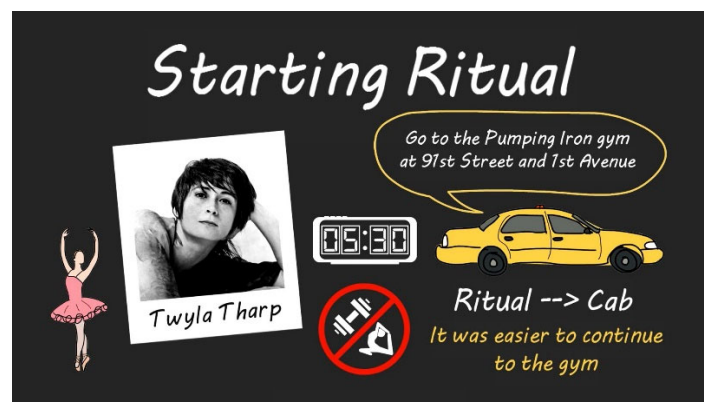 Starting Ritual
Go to the Pumping Iron gym
at 91st Street and 1st Avenue
05:30
Twyla Tharp
Ritual --> Cab
It was easier to continue
to the gym